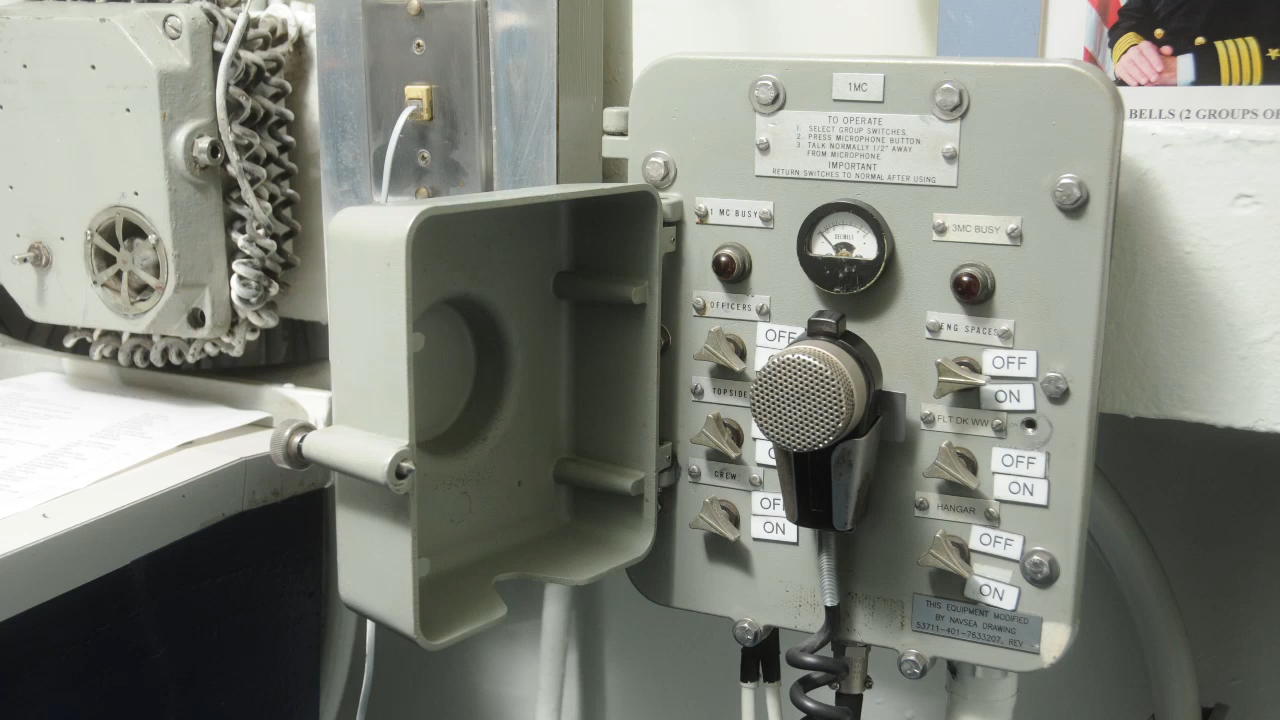 1MC
TO OPERATE
1. SELECT GROUP SWITCHES.
2. PRESS MICROPHONE BUTTON.
3. TALK NORMALLY 1/2" AWAY
FROM MICROPHONE.
IMPORTANT
RETURN SWITCHES TO NORMAL AFTER USING
BELLS (2 GROUPS OF
1 MC BUSY
3MC BUSY
DECIBELS
OFFICERS
ENG SPACES
OFF
OFF
ON
TOPSIDE
FLT DK WW
OFF
ON
CREW
HANGAR
OFF
ON
OFF
ON
THIS EQUIPMENT MODIFIED
BY NAVSEA DRAWING
53711-401-7633207, REV